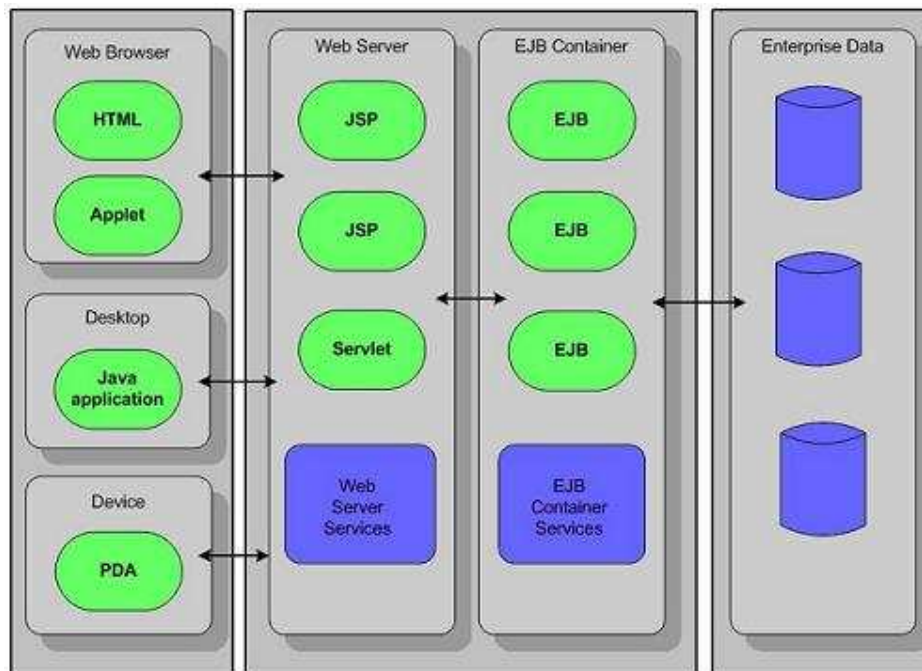 Web Browser
HTML
Applet
Desktop
Java
application
Device
PDA
Web Server
JSP
JSP
Servlet
Web
Server
Services
EJB Container
EJB
EJB
EJB
EJB
Container
Services
Enterprise Data